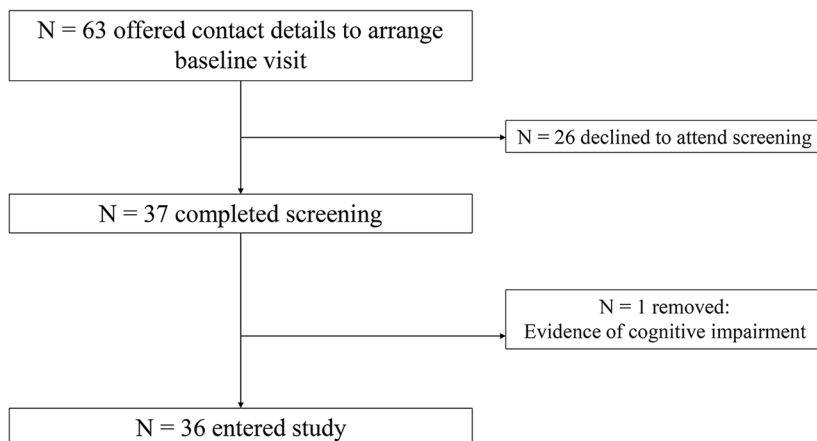 N = 63 offered contact details to arrange
baseline visit
N = 26 declined to attend screening
N = 37 completed screening
N = 1 removed:
Evidence of cognitive impairment
N = 36 entered study